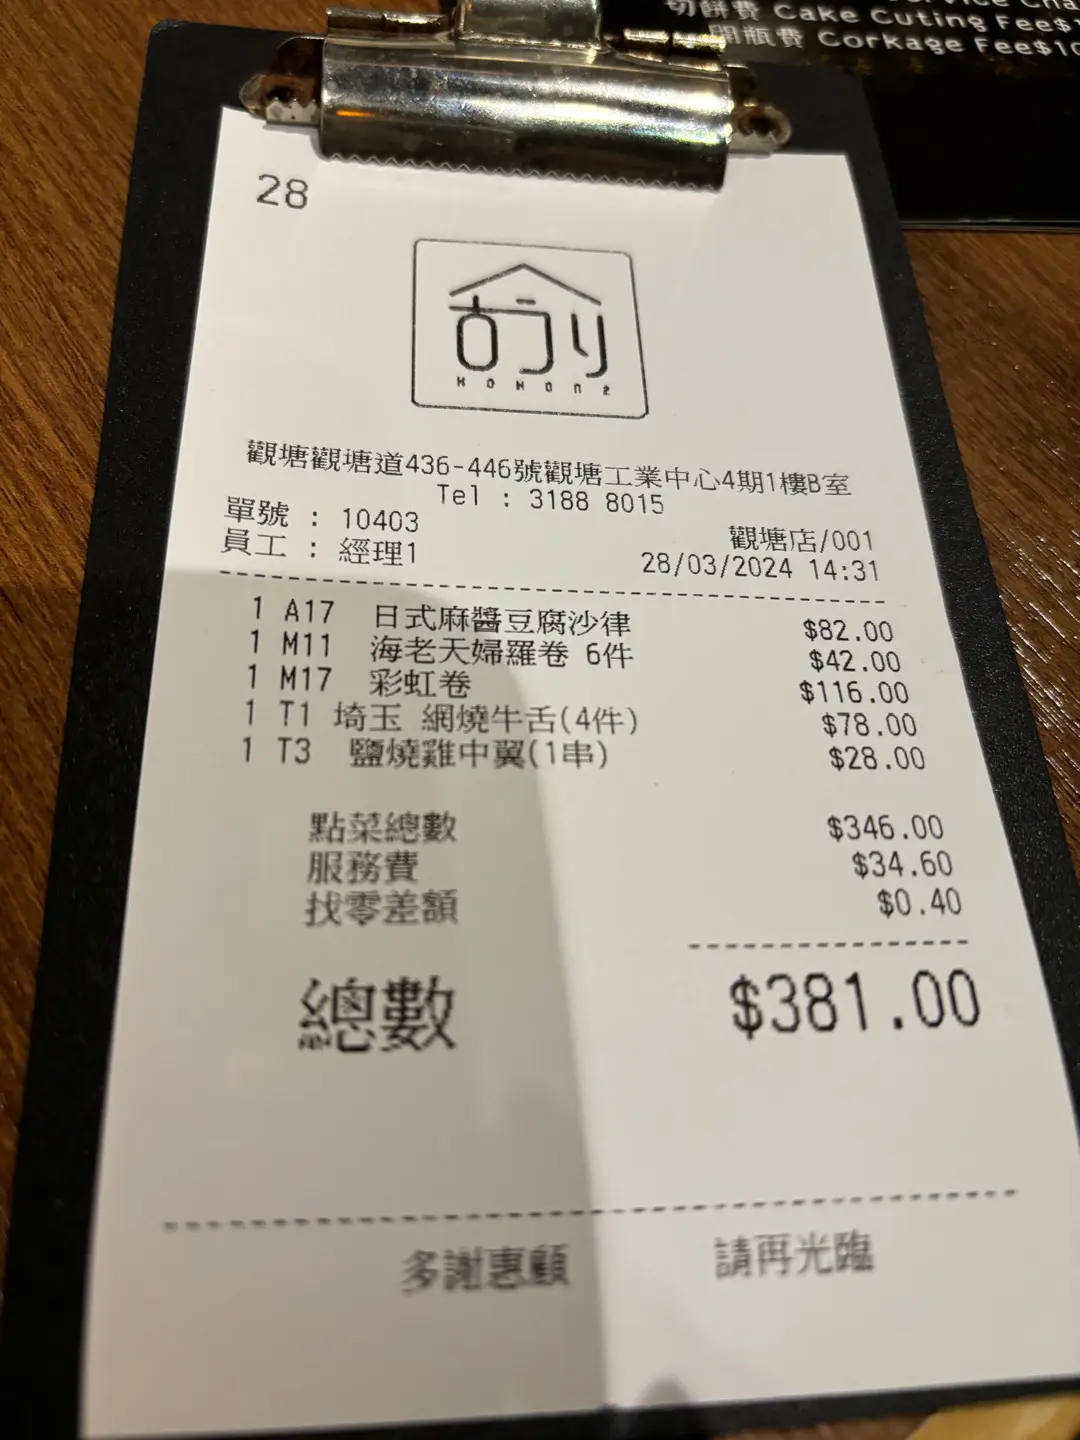 切餅費 Cake Cuting Fee$
開瓶費 Corkage Fee$10
28
KOHON2
觀塘觀塘道436-446號觀塘工業中心4期1樓B室
Tel : 3188 8015
單號 : 10403 觀塘店/001
員工 : 經理1 28/03/2024 14:31
1 A17 日式麻醬豆腐沙律 $82.00
1 M11 海老天婦羅卷 6件 $42.00
1 M17 彩虹卷 $116.00
1 T1 埼玉 網燒牛舌(4件) $78.00
1 T3 鹽燒雞中翼(1串) $28.00
點菜總數 $346.00
服務費 $34.60
找零差額 $0.40
總數 $381.00
多謝惠顧 請再光臨